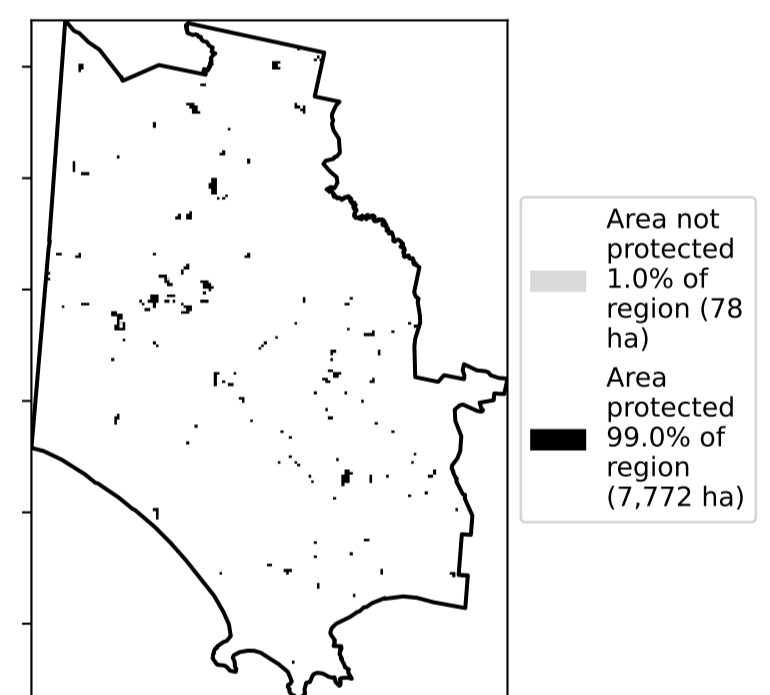 Area not
protected
1.0% of
region (78
ha)
Area
protected
99.0% of
region
(7,772 ha)